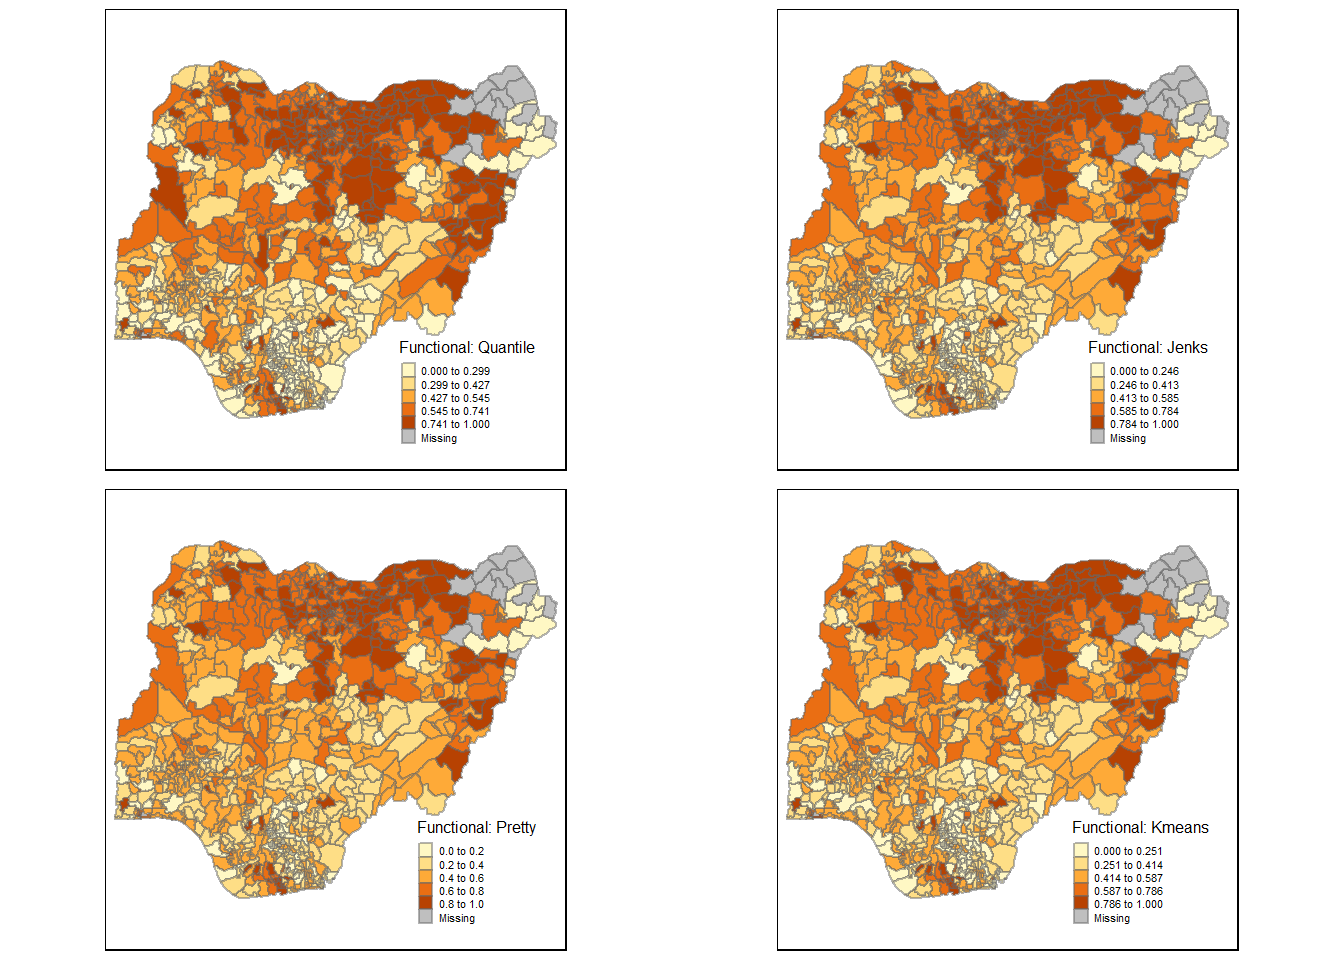 Functional: Quantile
0.000 to 0.299
0.299 to 0.427
0.427 to 0.545
0.545 to 0.741
0.741 to 1.000
Missing
Functional: Jenks
0.000 to 0.246
0.246 to 0.413
0.413 to 0.585
0.585 to 0.784
0.784 to 1.000
Missing
Functional: Pretty
0.0 to 0.2
0.2 to 0.4
0.4 to 0.6
0.6 to 0.8
0.8 to 1.0
Missing
Functional: Kmeans
0.000 to 0.251
0.251 to 0.414
0.414 to 0.587
0.587 to 0.786
0.786 to 1.000
Missing